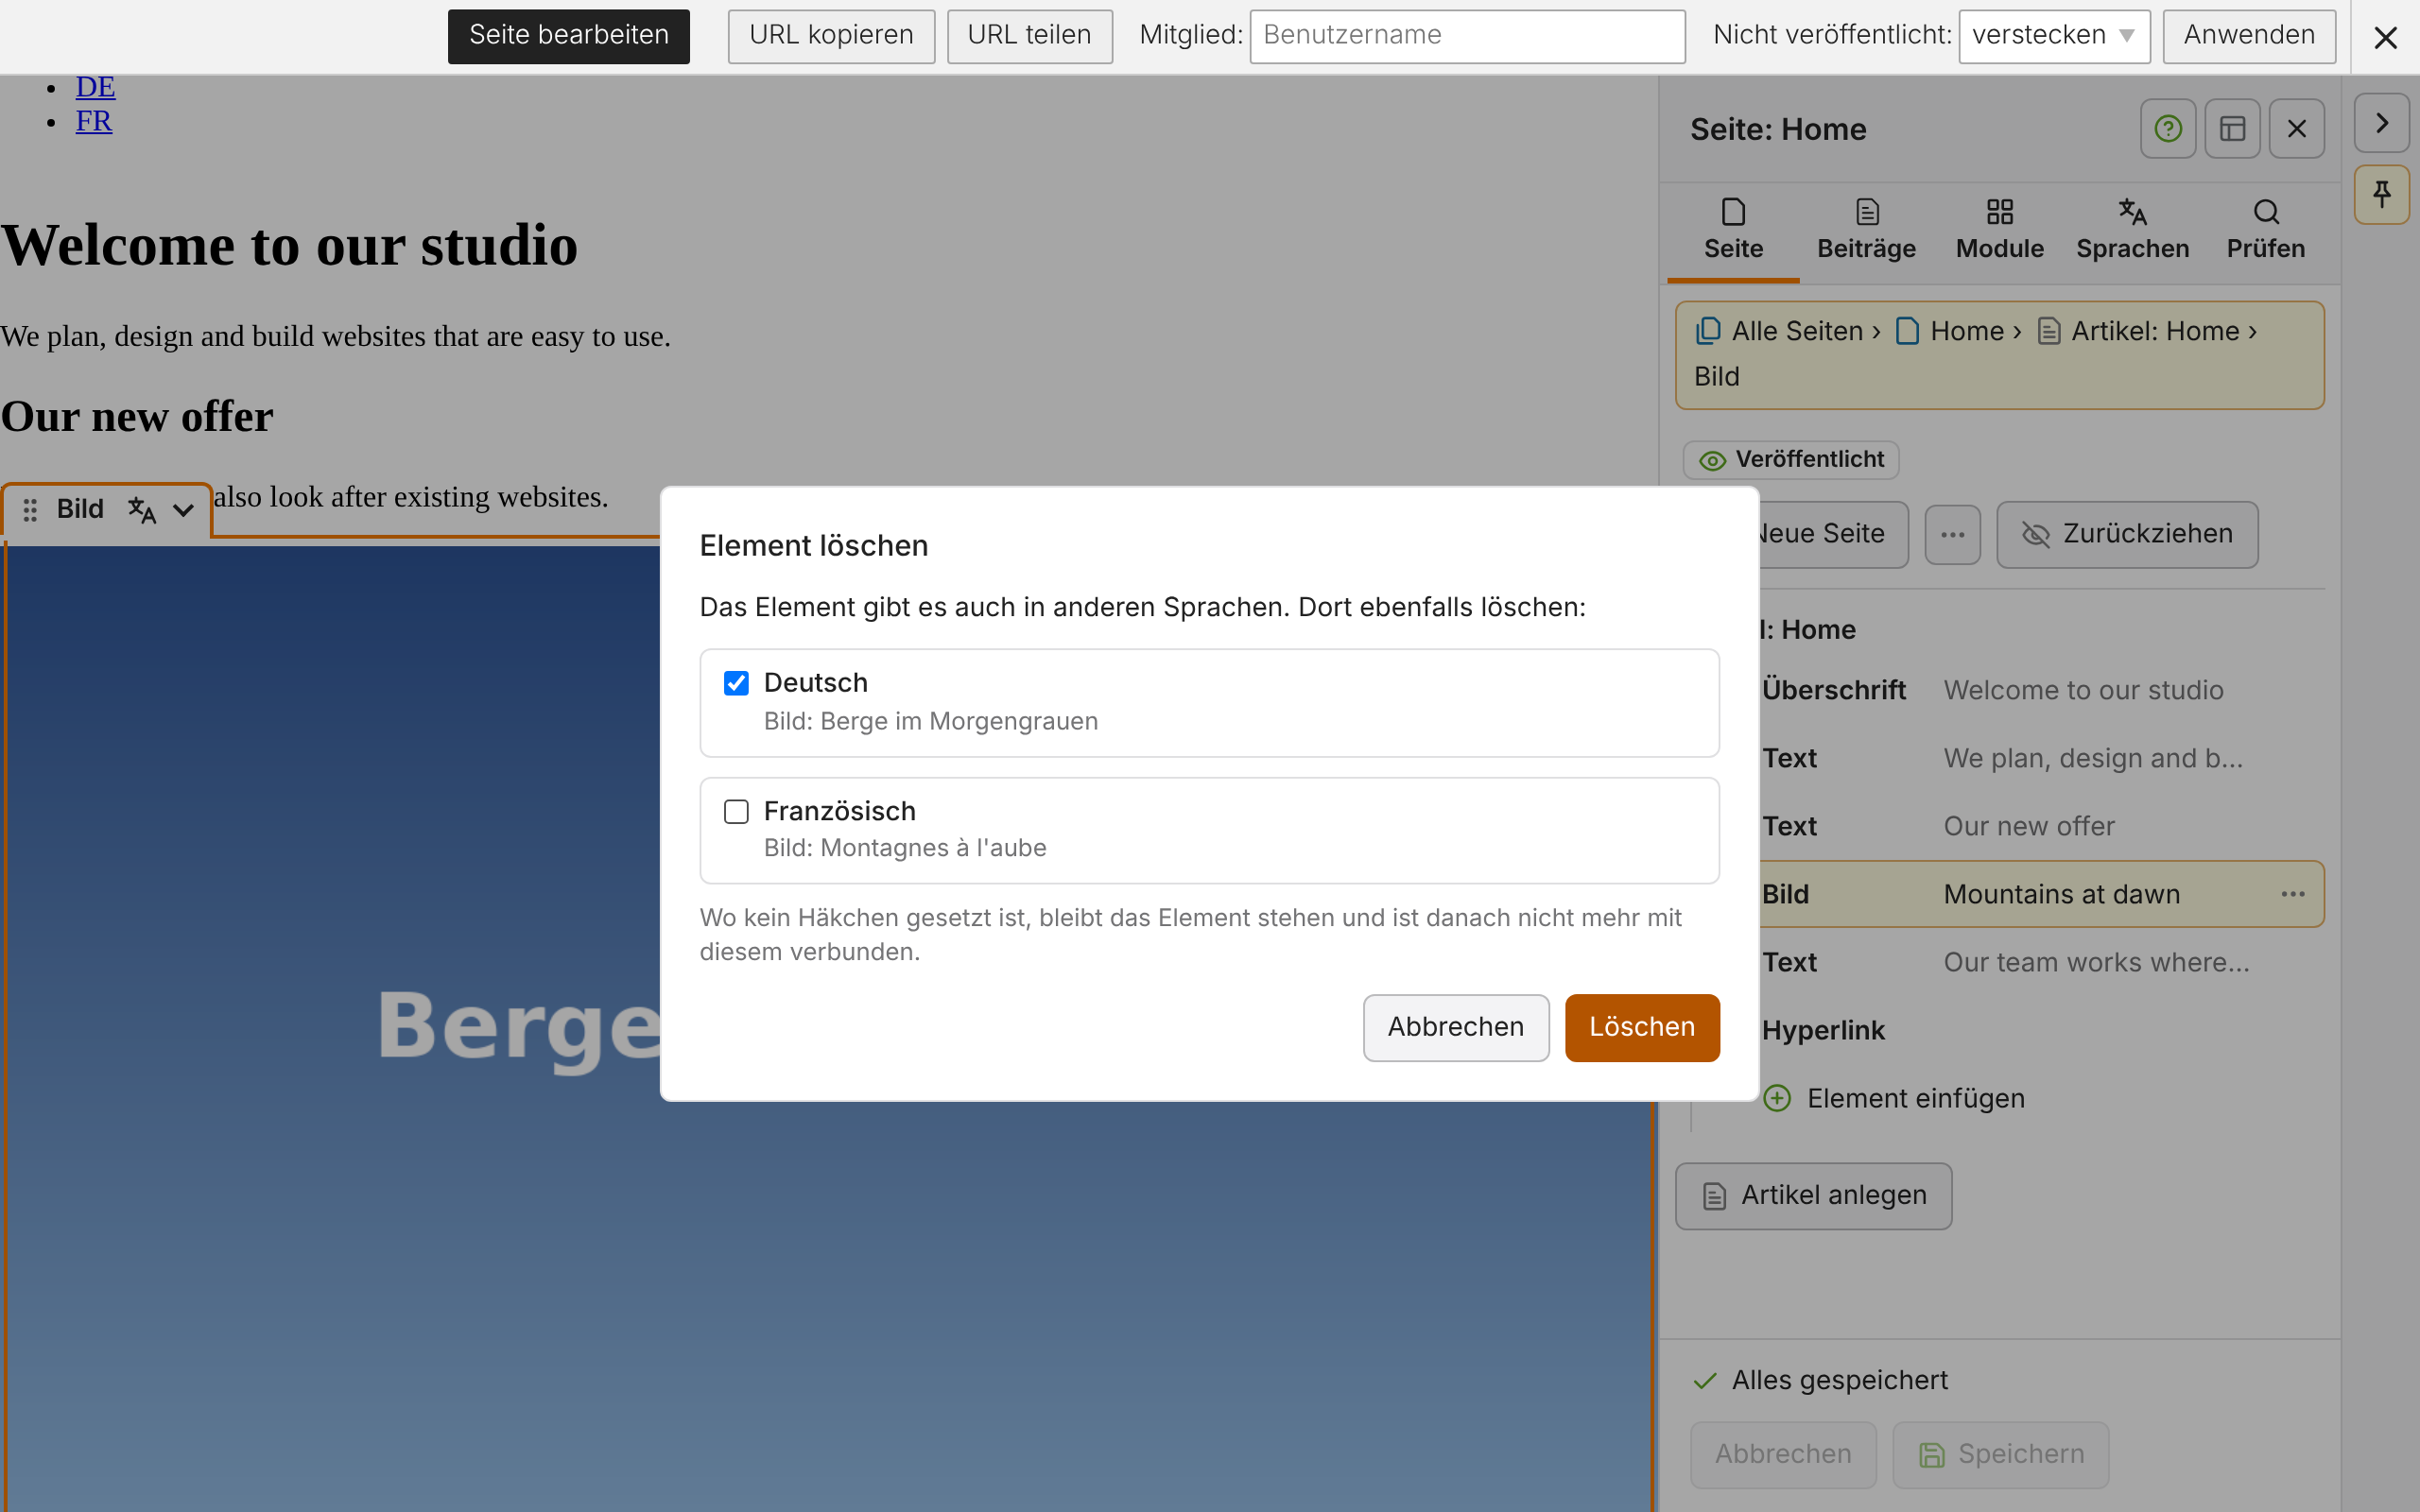 Seite bearbeiten URL kopieren URL teilen Mitglied: Benutzername Nicht veröffentlicht: verstecken Anwenden
DE
FR
Welcome to our studio
We plan, design and build websites that are easy to use.
Our new offer
also look after existing websites.
Bild
Berge
Element löschen
Das Element gibt es auch in anderen Sprachen. Dort ebenfalls löschen:
Deutsch
Bild: Berge im Morgengrauen
Französisch
Bild: Montagnes à l'aube
Wo kein Häkchen gesetzt ist, bleibt das Element stehen und ist danach nicht mehr mit
diesem verbunden.
Abbrechen Löschen
Seite: Home
Seite Beiträge Module Sprachen Prüfen
Alle Seiten › Home › Artikel: Home ›
Bild
Veröffentlicht
Neue Seite ··· Zurückziehen
l: Home
Überschrift Welcome to our studio
Text We plan, design and b...
Text Our new offer
Bild Mountains at dawn ···
Text Our team works where...
Hyperlink
Element einfügen
Artikel anlegen
Alles gespeichert
Abbrechen Speichern